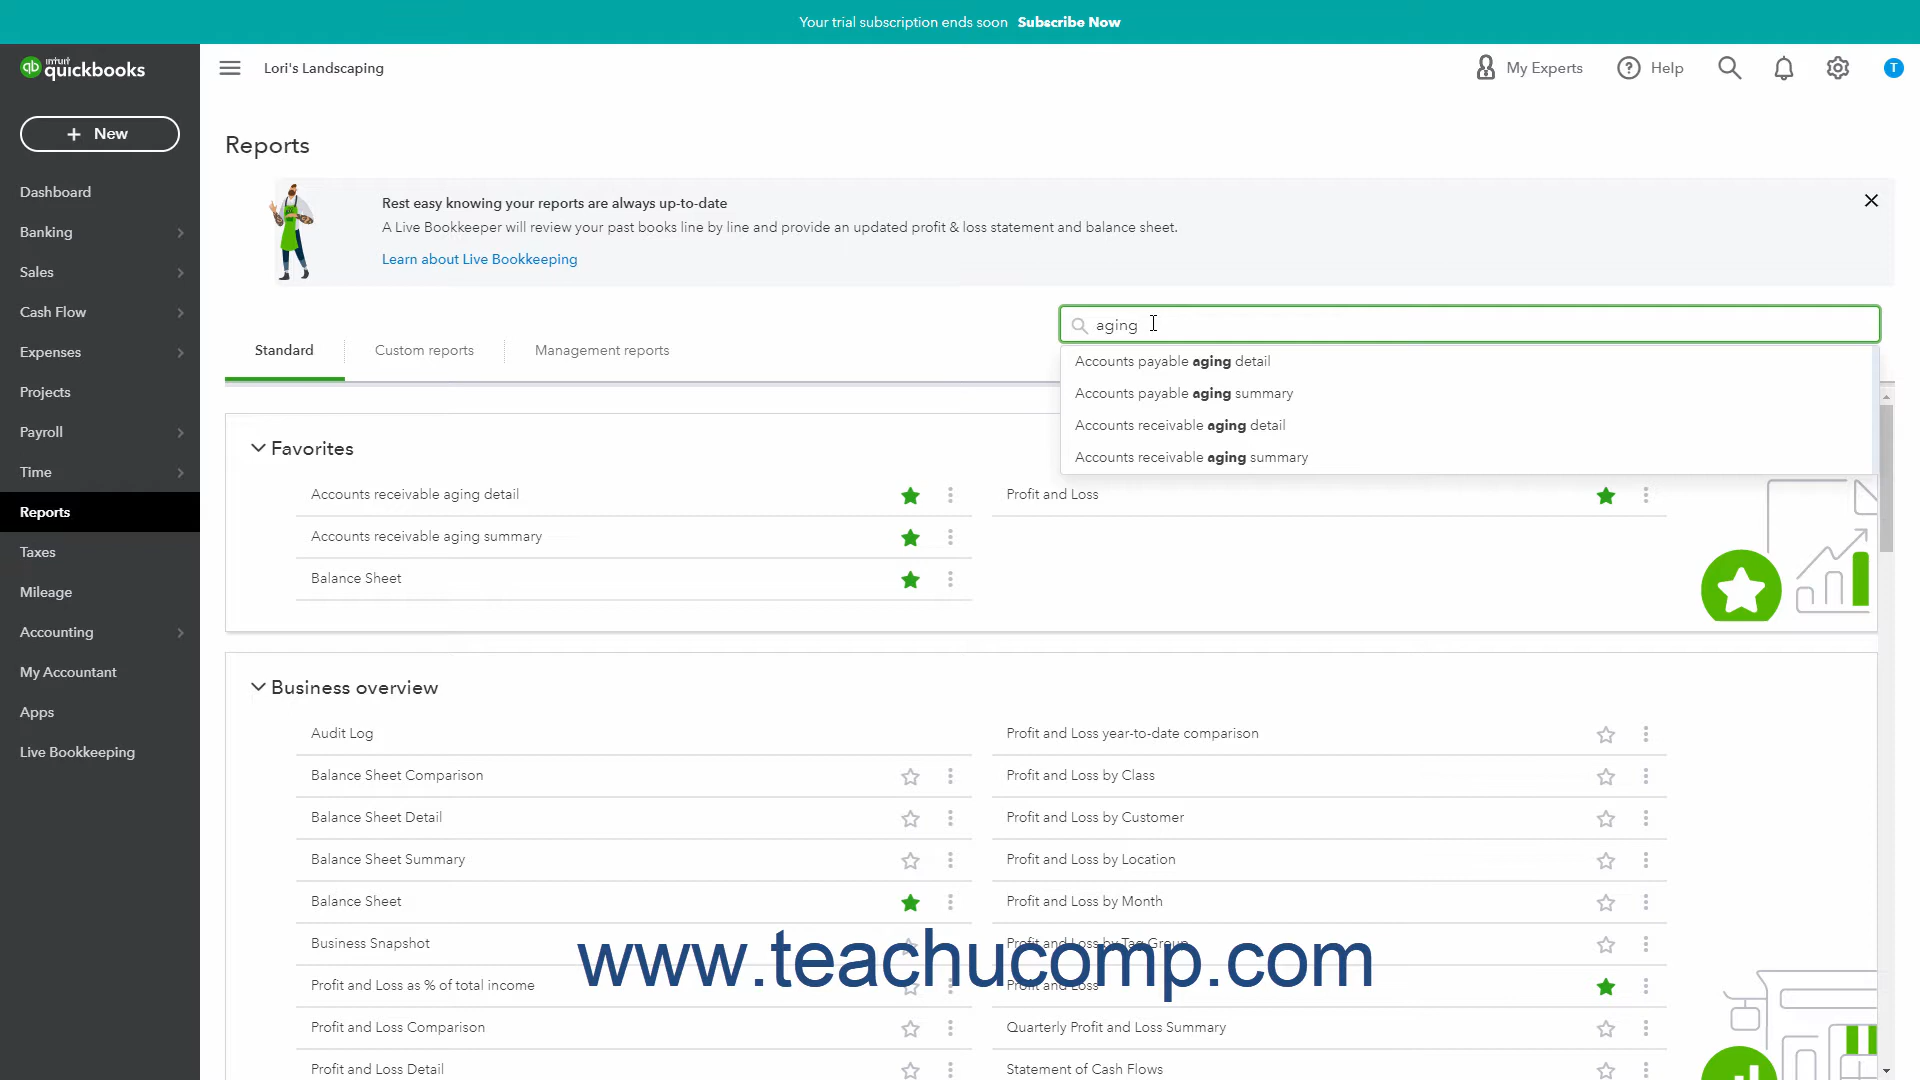 Your trial subscription ends soon Subscribe Now
intuit
quickbooks
Lori's Landscaping
My Experts
Help
T
+ New
Dashboard
Banking
Sales
Cash Flow
Expenses
Projects
Payroll
Time
Reports
Taxes
Mileage
Accounting
My Accountant
Apps
Live Bookkeeping
Reports
Rest easy knowing your reports are always up-to-date
A Live Bookkeeper will review your past books line by line and provide an updated profit & loss statement and balance sheet.
Learn about Live Bookkeeping
Standard
Custom reports
Management reports
aging
Accounts payable aging detail
Accounts payable aging summary
Accounts receivable aging detail
Accounts receivable aging summary
Favorites
Accounts receivable aging detail
Profit and Loss
Accounts receivable aging summary
Balance Sheet
Business overview
Audit Log
Profit and Loss year-to-date comparison
Balance Sheet Comparison
Profit and Loss by Class
Balance Sheet Detail
Profit and Loss by Customer
Balance Sheet Summary
Profit and Loss by Location
Balance Sheet
Profit and Loss by Month
Business Snapshot
Profit and Loss by Tag Group
Profit and Loss as % of total income
Profit and Loss
Profit and Loss Comparison
Quarterly Profit and Loss Summary
Profit and Loss Detail
Statement of Cash Flows
www.teachucomp.com